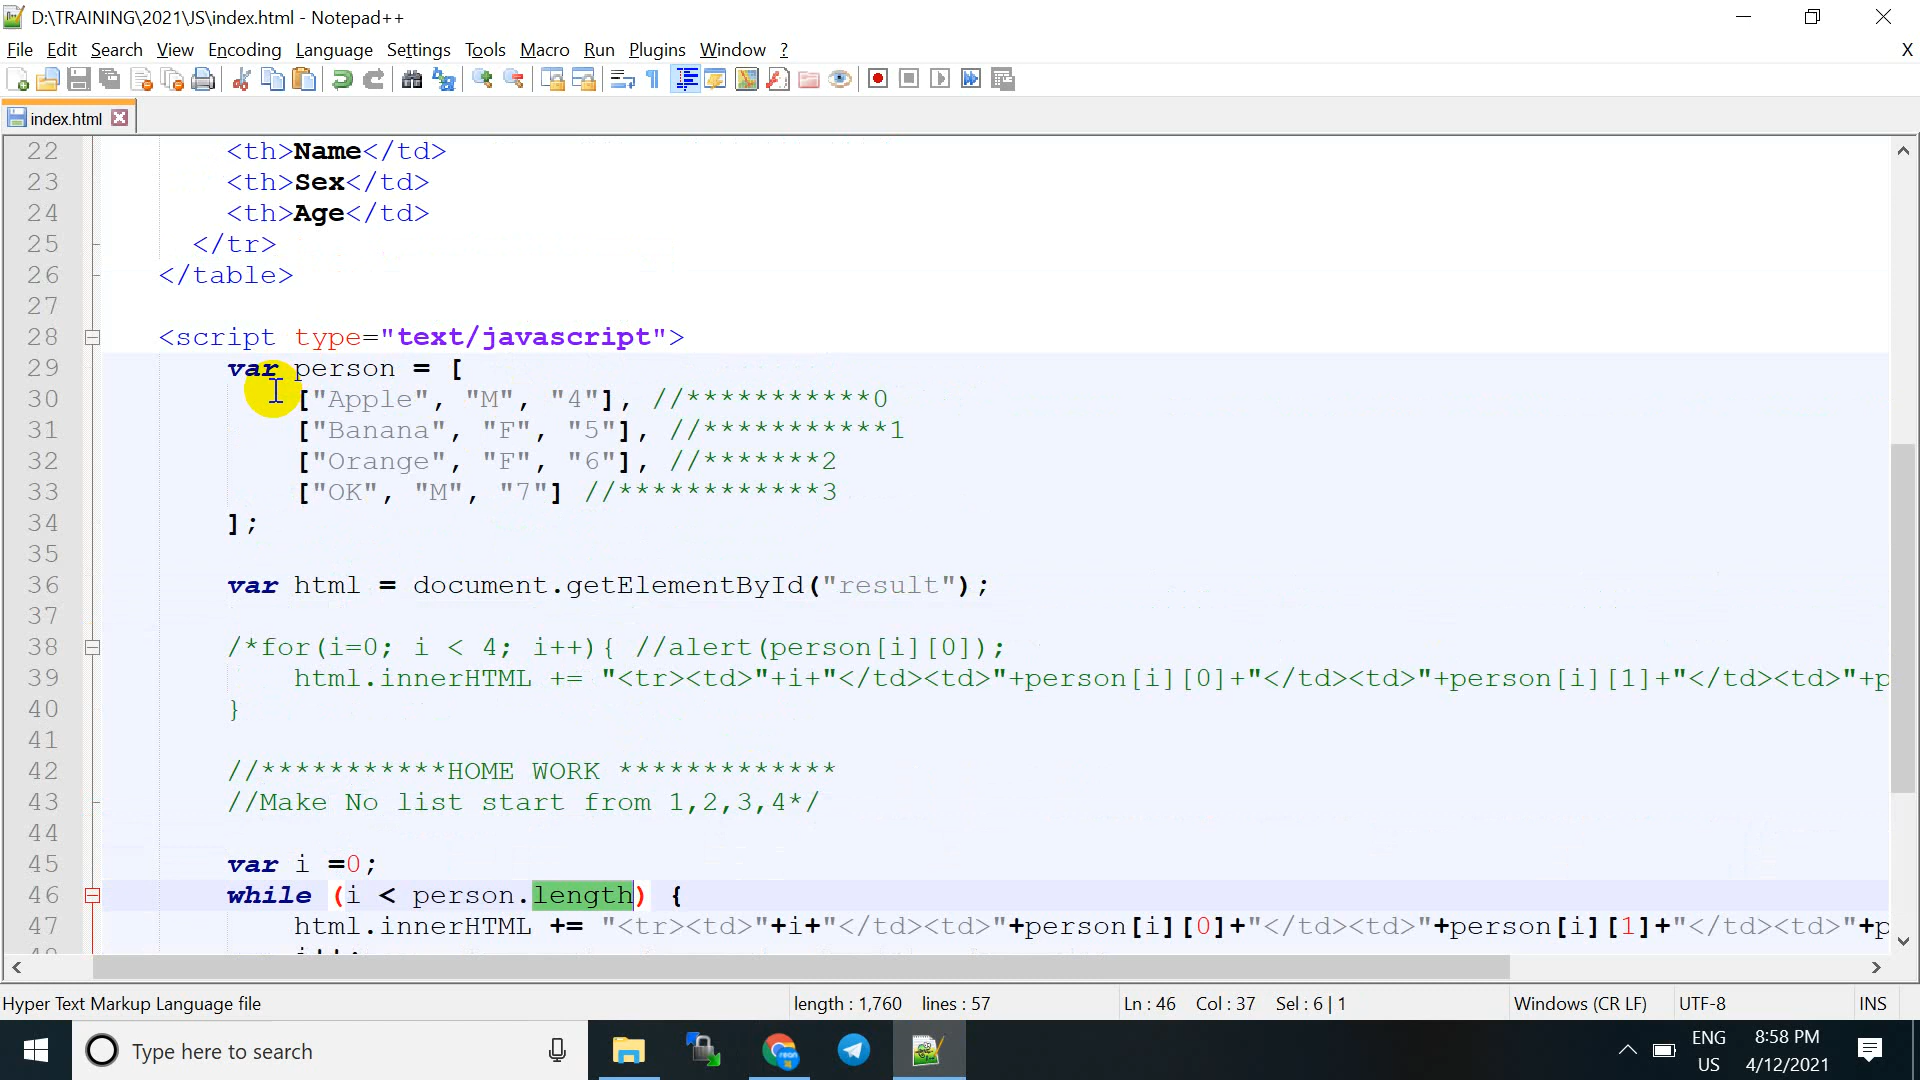 D:\TRAINING\2021\JS\index.html - Notepad++
File Edit Search View Encoding Language Settings Tools Macro Run Plugins Window ? X
index.html
22 <th>Name</td>
23 <th>Sex</td>
24 <th>Age</td>
25 </tr>
26 </table>
27
28 <script type="text/javascript">
29 var person = [
30 ["Apple", "M", "4"], //***********0
31 ["Banana", "F", "5"], //***********1
32 ["Orange", "F", "6"], //*******2
33 ["OK", "M", "7"] //************3
34 ];
35
36 var html = document.getElementById("result");
37
38 /*for(i=0; i < 4; i++){ //alert(person[i][0]);
39 html.innerHTML += "<tr><td>"+i+"</td><td>"+person[i][0]+"</td><td>"+person[i][1]+"</td><td>"+p
40 }
41
42 //***********HOME WORK *************
43 //Make No list start from 1,2,3,4*/
44
45 var i =0;
46 while (i < person.length) {
47 html.innerHTML += "<tr><td>"+i+"</td><td>"+person[i][0]+"</td><td>"+person[i][1]+"</td><td>"+p
Hyper Text Markup Language file length : 1,760 lines : 57 Ln : 46 Col : 37 Sel : 6 | 1 Windows (CR LF) UTF-8 INS
Type here to search
ENG 8:58 PM
US 4/12/2021